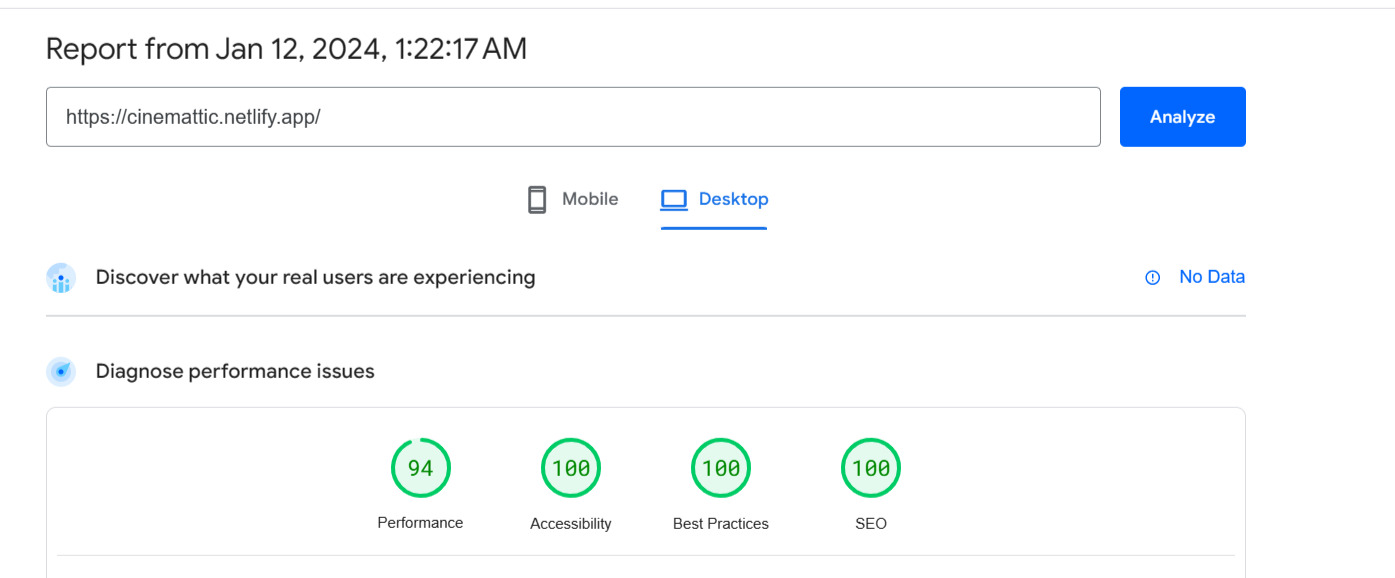 Report from Jan 12, 2024, 1:22:17 AM
https://cinemattic.netlify.app/
Analyze
Mobile
Desktop
Discover what your real users are experiencing
No Data
Diagnose performance issues
94
100
100
100
Performance
Accessibility
Best Practices
SEO